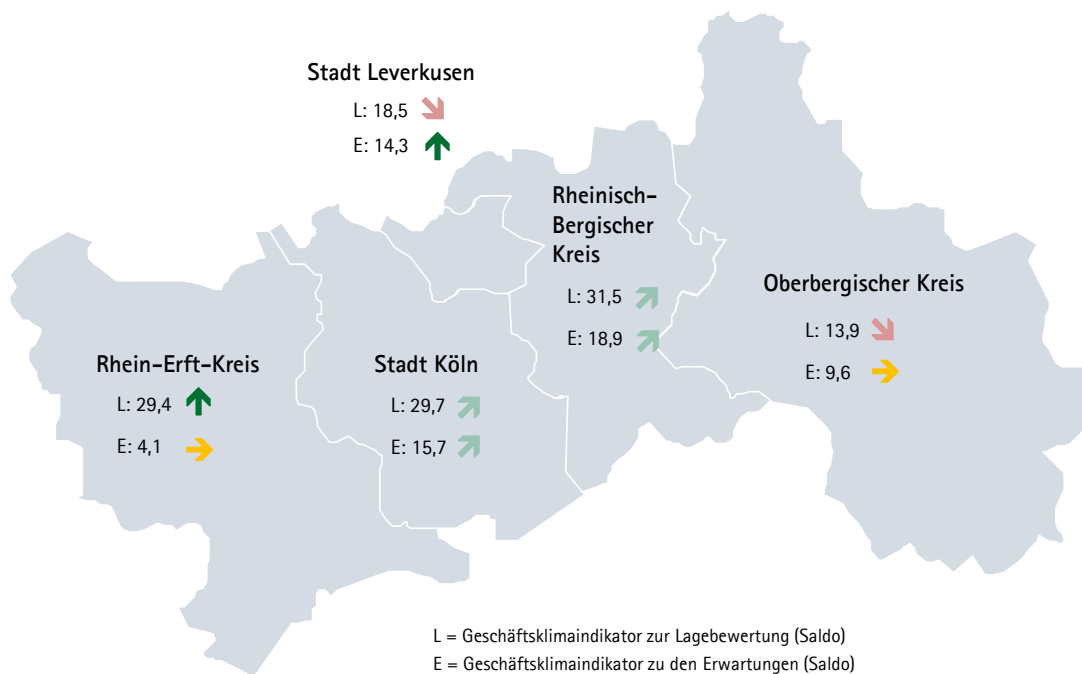 Stadt Leverkusen
L: 18,5
E: 14,3
Rheinisch-
Bergischer
Kreis
L: 31,5
E: 18,9
Oberbergischer Kreis
L: 13,9
E: 9,6
Rhein-Erft-Kreis
L: 29,4
E: 4,1
Stadt Köln
L: 29,7
E: 15,7
L = Geschäftsklimaindikator zur Lagebewertung (Saldo)
E = Geschäftsklimaindikator zu den Erwartungen (Saldo)